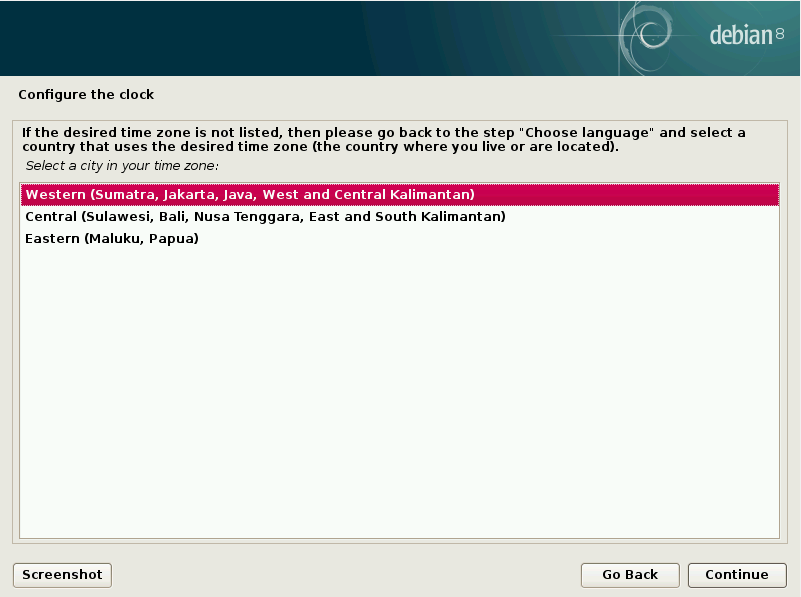 debian 8
Configure the clock
If the desired time zone is not listed, then please go back to the step "Choose language" and select a
country that uses the desired time zone (the country where you live or are located).
Select a city in your time zone:
Western (Sumatra, Jakarta, Java, West and Central Kalimantan)
Central (Sulawesi, Bali, Nusa Tenggara, East and South Kalimantan)
Eastern (Maluku, Papua)
Screenshot
Go Back
Continue